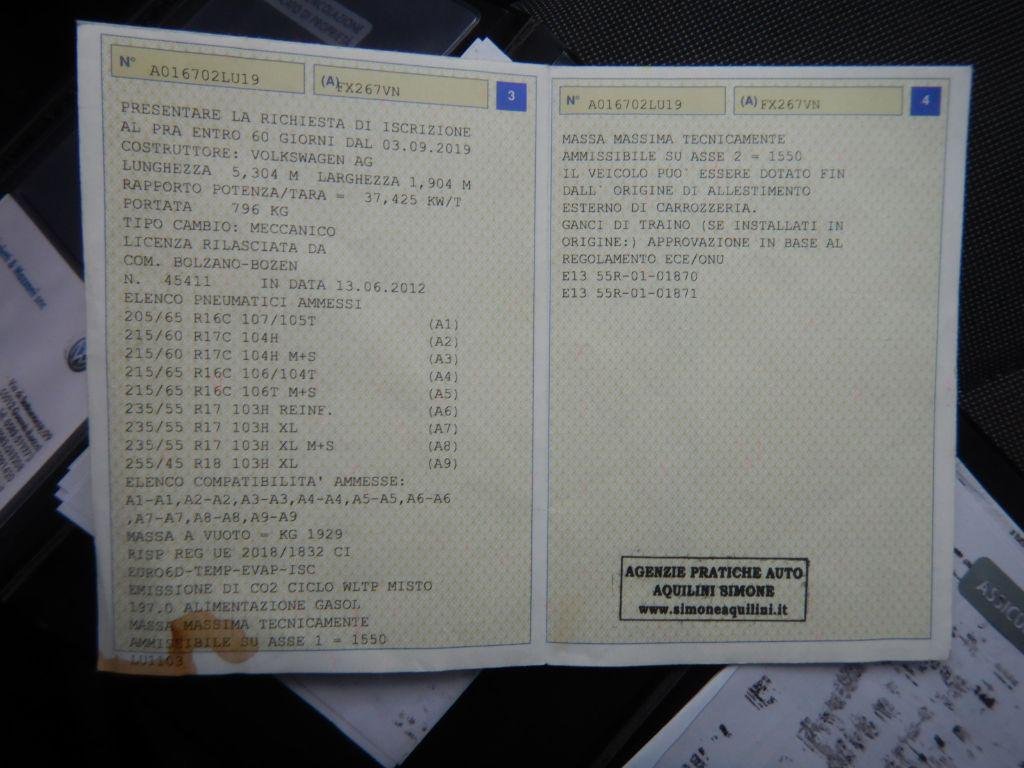 N° A016702LU19
(A) FX267VN
3
PRESENTARE LA RICHIESTA DI ISCRIZIONE
AL PRA ENTRO 60 GIORNI DAL 03.09.2019
COSTRUTTORE: VOLKSWAGEN AG
LUNGHEZZA 5,304 M LARGHEZZA 1,904 M
RAPPORTO POTENZA/TARA = 37,425 KW/T
PORTATA 796 KG
TIPO CAMBIO: MECCANICO
LICENZA RILASCIATA DA
COM. BOLZANO-BOZEN
N. 45411 IN DATA 13.06.2012
ELENCO PNEUMATICI AMMESSI
205/65 R16C 107/105T (A1)
215/60 R17C 104H (A2)
215/60 R17C 104H M+S (A3)
215/65 R16C 106/104T (A4)
215/65 R16C 106T M+S (A5)
235/55 R17 103H REINF. (A6)
235/55 R17 103H XL (A7)
235/55 R17 103H XL M+S (A8)
255/45 R18 103H XL (A9)
ELENCO COMPATIBILITA' AMMESSE:
A1-A1,A2-A2,A3-A3,A4-A4,A5-A5,A6-A6
,A7-A7,A8-A8,A9-A9
MASSA A VUOTO = KG 1929
RISP REG UE 2018/1832 CI
EURO6D-TEMP-EVAP-ISC
EMISSIONE DI CO2 CICLO WLTP MISTO
197.0 ALIMENTAZIONE GASOL
MASSA MASSIMA TECNICAMENTE
AMMISSIBILE SU ASSE 1 = 1550
LU1103
N° A016702LU19
(A) FX267VN
4
MASSA MASSIMA TECNICAMENTE
AMMISSIBILE SU ASSE 2 = 1550
IL VEICOLO PUO` ESSERE DOTATO FIN
DALL` ORIGINE DI ALLESTIMENTO
ESTERNO DI CARROZZERIA.
GANCI DI TRAINO (SE INSTALLATI IN
ORIGINE:) APPROVAZIONE IN BASE AL
REGOLAMENTO ECE/ONU
E13 55R-01-01870
E13 55R-01-01871
AGENZIE PRATICHE AUTO
AQUILINI SIMONE
www.simoneaquilini.it
ASSICU